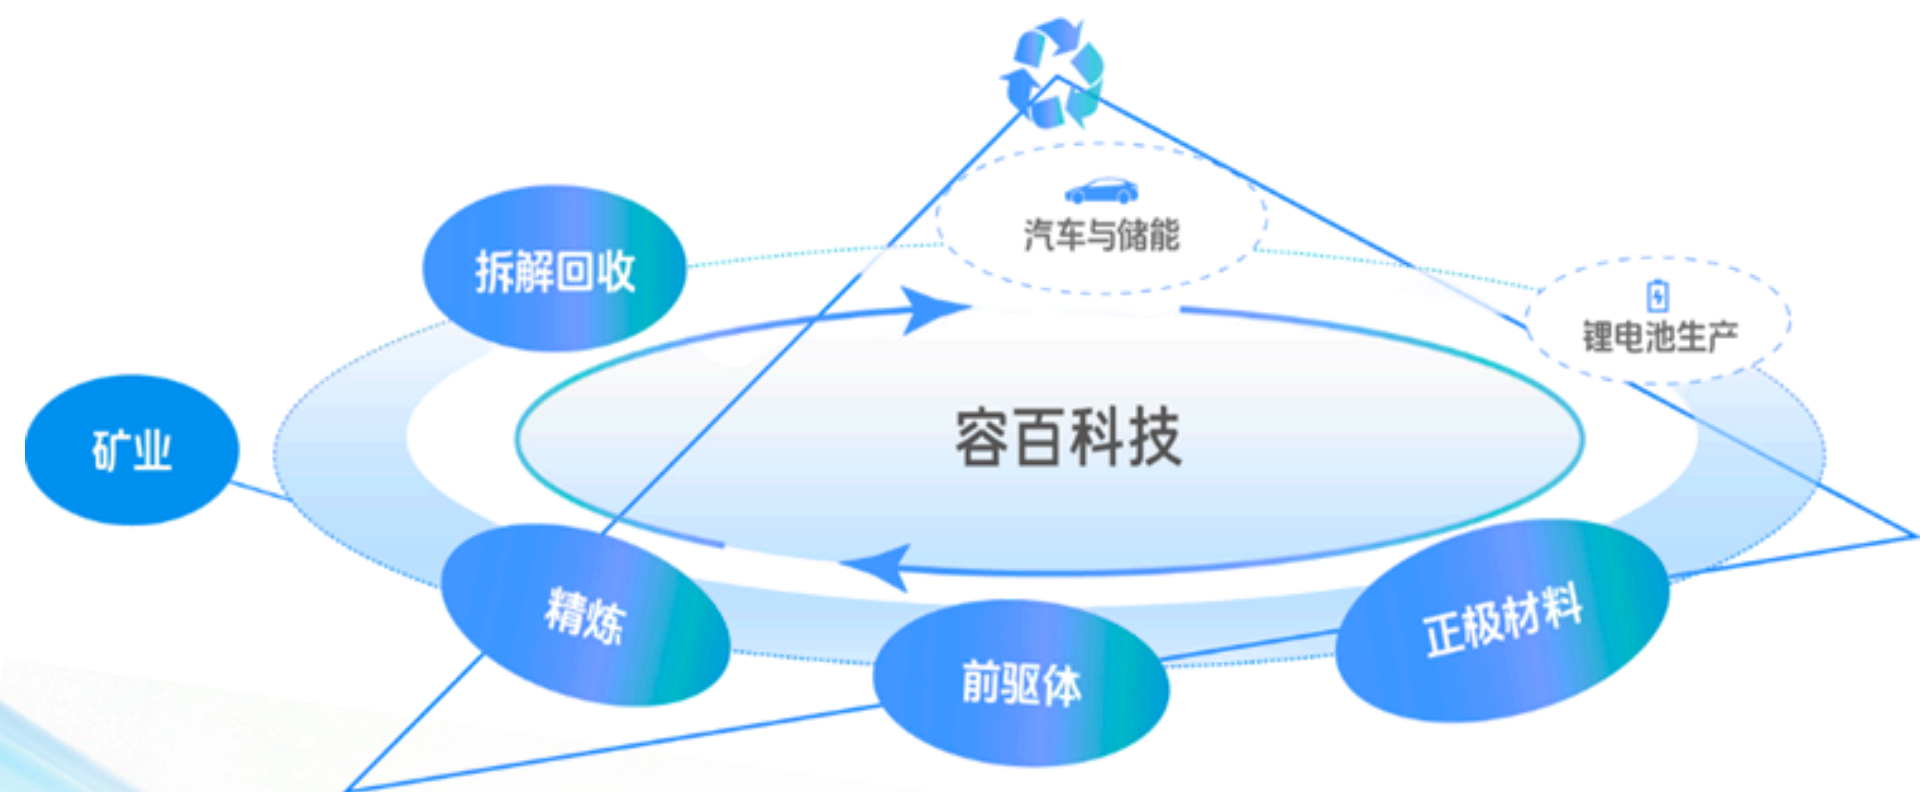 汽车与储能
拆解回收
锂电池生产
容百科技
矿业
精炼
前驱体
正极材料